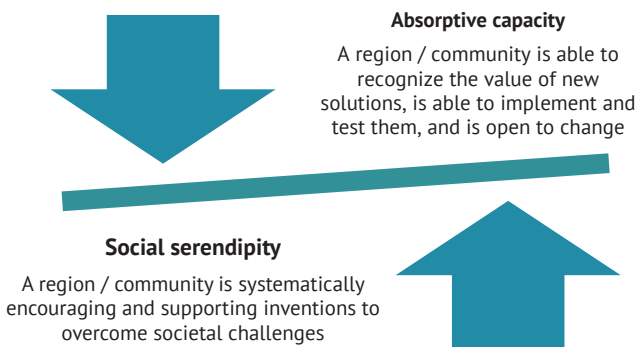 Absorptive capacity
A region / community is able to
recognize the value of new
solutions, is able to implement and
test them, and is open to change
Social serendipity
A region / community is systematically
encouraging and supporting inventions to
overcome societal challenges